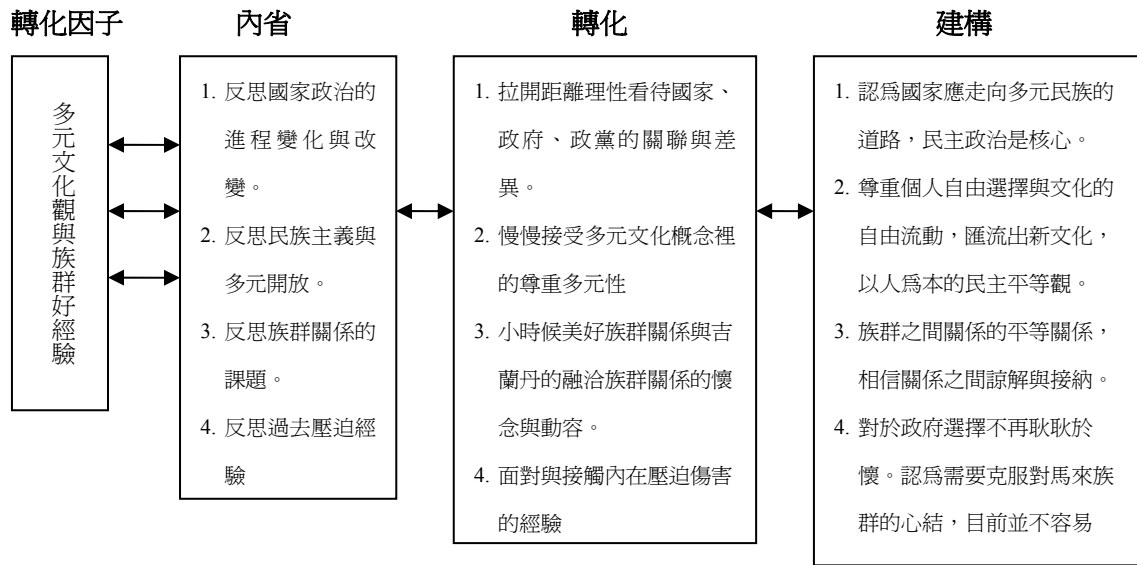 轉化因子
內省
轉化
建構
多元文化觀與族群好經驗
1. 反思國家政治的
進程變化與改
變。
2. 反思民族主義與
多元開放。
3. 反思族群關係的
課題。
4. 反思過去壓迫經
驗
1. 拉開距離理性看待國家、
政府、政黨的關聯與差
異。
2. 慢慢接受多元文化概念裡
的尊重多元性
3. 小時候美好族群關係與吉
蘭丹的融洽族群關係的懷
念與動容。
4. 面對與接觸內在壓迫傷害
的經驗
1. 認為國家應走向多元民族的
道路，民主政治是核心。
2. 尊重個人自由選擇與文化的
自由流動，匯流出新文化，
以人為本的民主平等觀。
3. 族群之間關係的平等關係，
相信關係之間諒解與接納。
4. 對於政府選擇不再耿耿於
懷。認為需要克服對馬來族
群的心結，目前並不容易